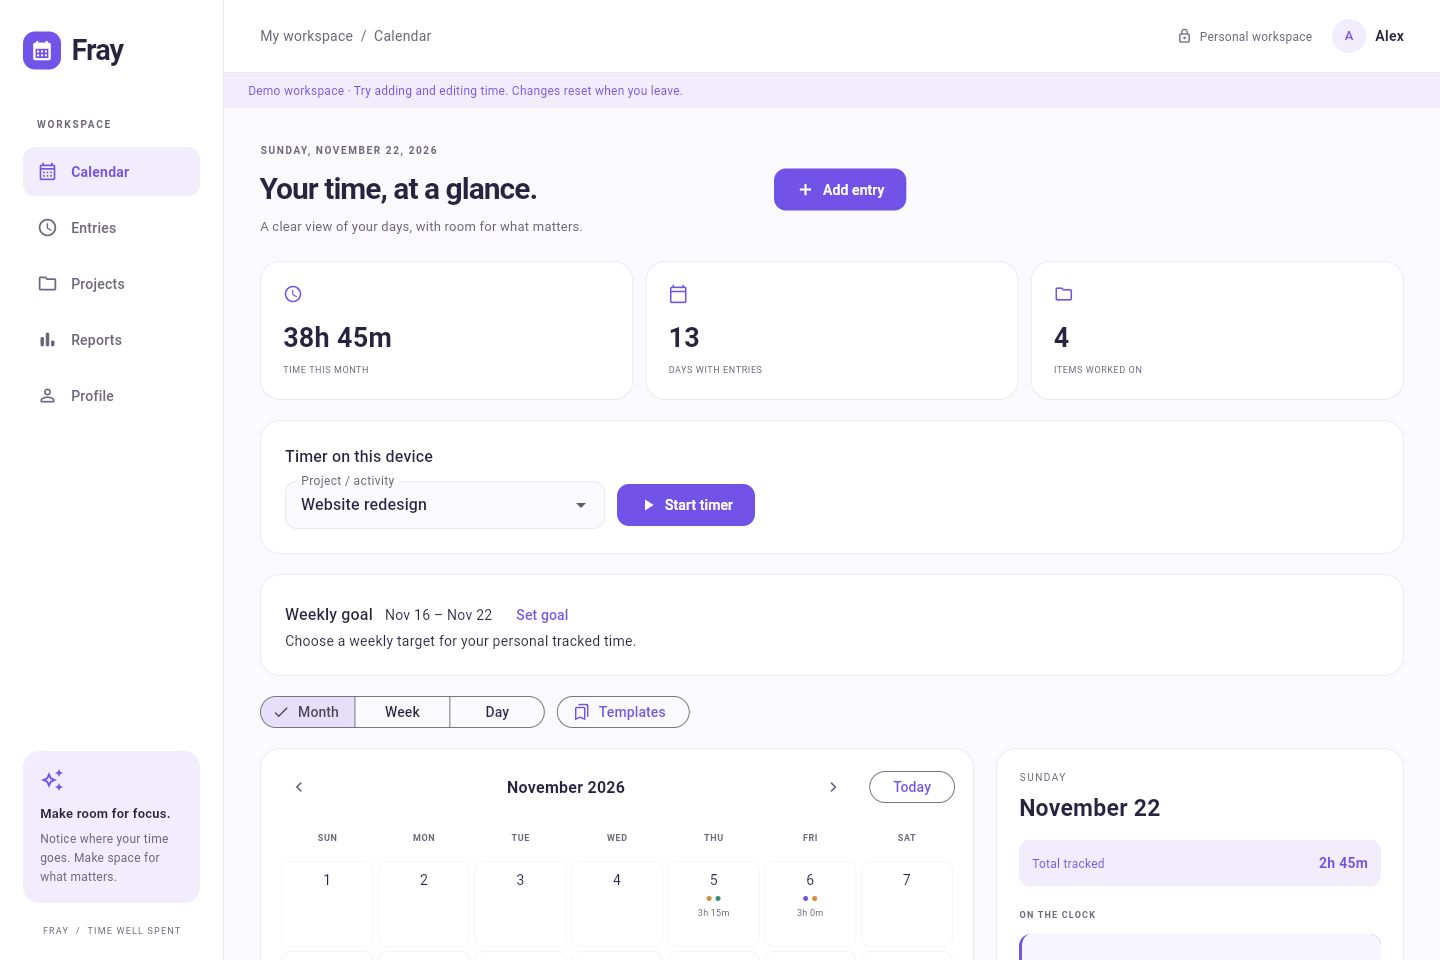 Fray
WORKSPACE
Calendar
Entries
Projects
Reports
Profile
Make room for focus.
Notice where your time
goes. Make space for
what matters.
FRAY / TIME WELL SPENT
My workspace / Calendar
Personal workspace
A
Alex
Demo workspace · Try adding and editing time. Changes reset when you leave.
SUNDAY, NOVEMBER 22, 2026
Your time, at a glance.
A clear view of your days, with room for what matters.
Add entry
38h 45m
TIME THIS MONTH
13
DAYS WITH ENTRIES
4
ITEMS WORKED ON
Timer on this device
Project / activity
Website redesign
Start timer
Weekly goal Nov 16 – Nov 22 Set goal
Choose a weekly target for your personal tracked time.
Month Week Day Templates
November 2026
Today
SUN MON TUE WED THU FRI SAT
1 2 3 4 5 6 7
3h 15m 3h 0m
SUNDAY
November 22
Total tracked 2h 45m
ON THE CLOCK